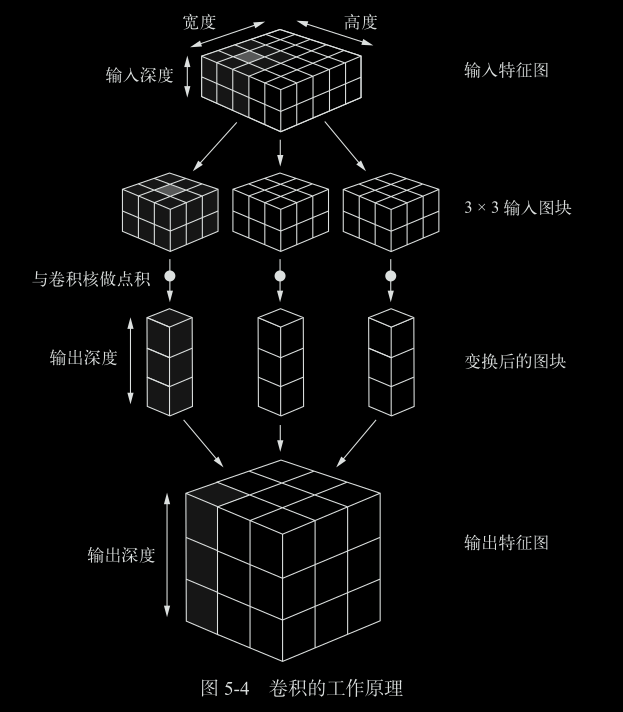 宽度
高度
输入深度
输入特征图
3 × 3 输入图块
与卷积核做点积
输出深度
变换后的图块
输出深度
输出特征图
图 5-4 卷积的工作原理